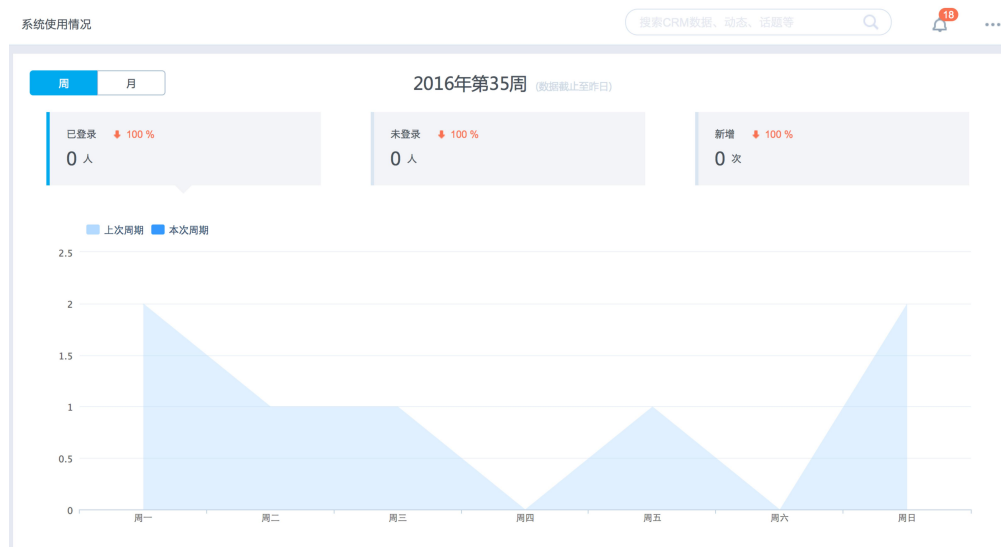 系统使用情况
搜索CRM数据、动态、话题等
18
周 月
2016年第35周 (数据截止至昨日)
已登录 100 %
0 人
未登录 100 %
0 人
新增 100 %
0 次
上次周期 本次周期
2.5
2
1.5
1
0.5
0
周一 周二 周三 周四 周五 周六 周日